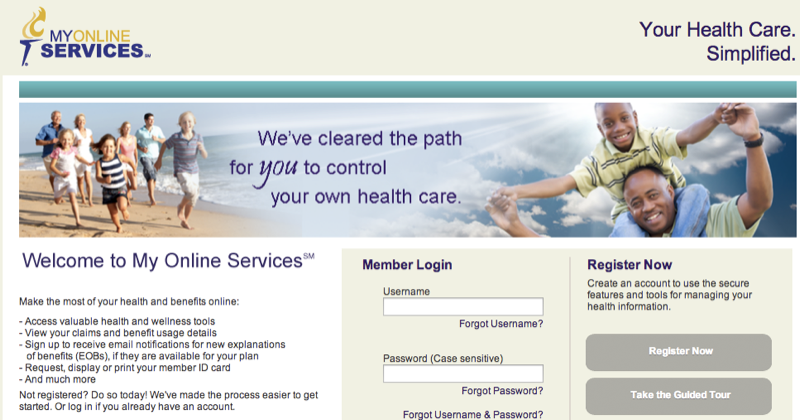 MYONLINE
SERVICES SM
Your Health Care.
Simplified.
We've cleared the path
for you to control
your own health care.
Welcome to My Online Services SM
Make the most of your health and benefits online:
- Access valuable health and wellness tools
- View your claims and benefit usage details
- Sign up to receive email notifications for new explanations
of benefits (EOBs), if they are available for your plan
- Request, display or print your member ID card
- And much more
Not registered? Do so today! We've made the process easier to get
started. Or log in if you already have an account.
Member Login
Username
Forgot Username?
Password (Case sensitive)
Forgot Password?
Forgot Username & Password?
Register Now
Create an account to use the secure
features and tools for managing your
health information.
Register Now
Take the Guided Tour